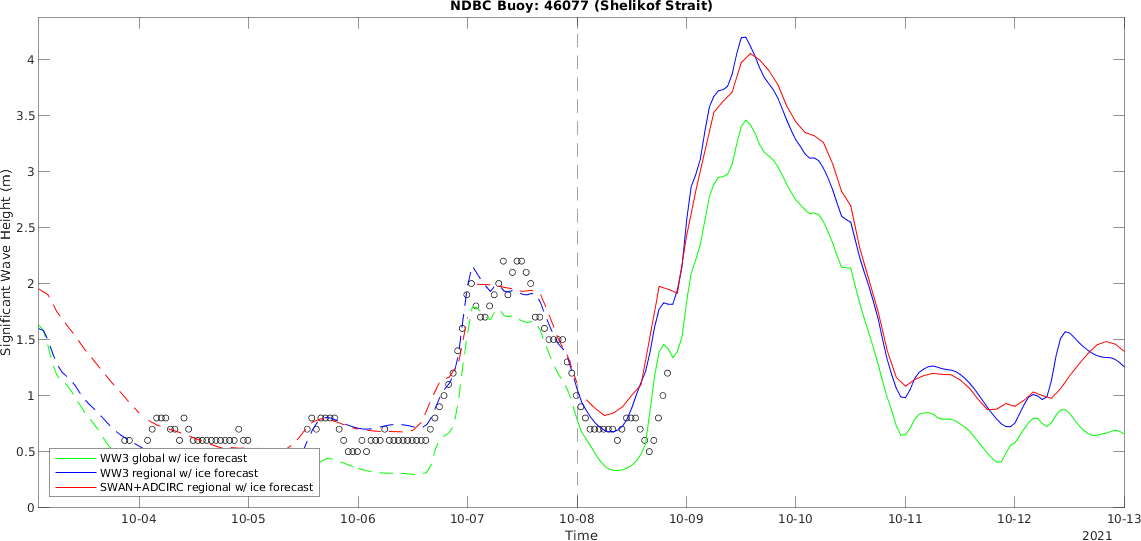 NDBC Buoy: 46077 (Shelikof Strait)
Significant Wave Height (m)
4
3.5
3
2.5
2
1.5
1
0.5
0
WW3 global w/ ice forecast
WW3 regional w/ ice forecast
SWAN+ADCIRC regional w/ ice forecast
10-04 10-05 10-06 10-07 10-08 10-09 10-10 10-11 10-12 10-13
Time
2021